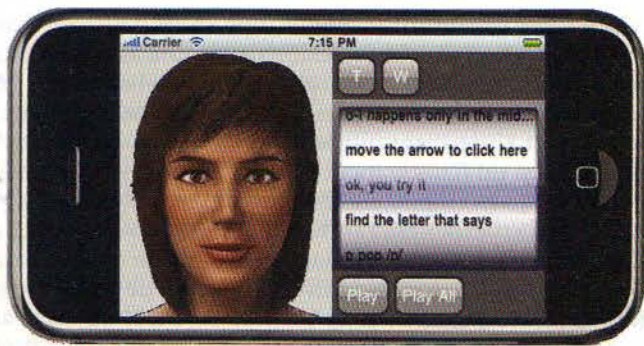 Carrier
7:15 PM
T W
o-i happens only in the mid...
move the arrow to click here
ok, you try it
find the letter that says
p pop /p/
Play Play All